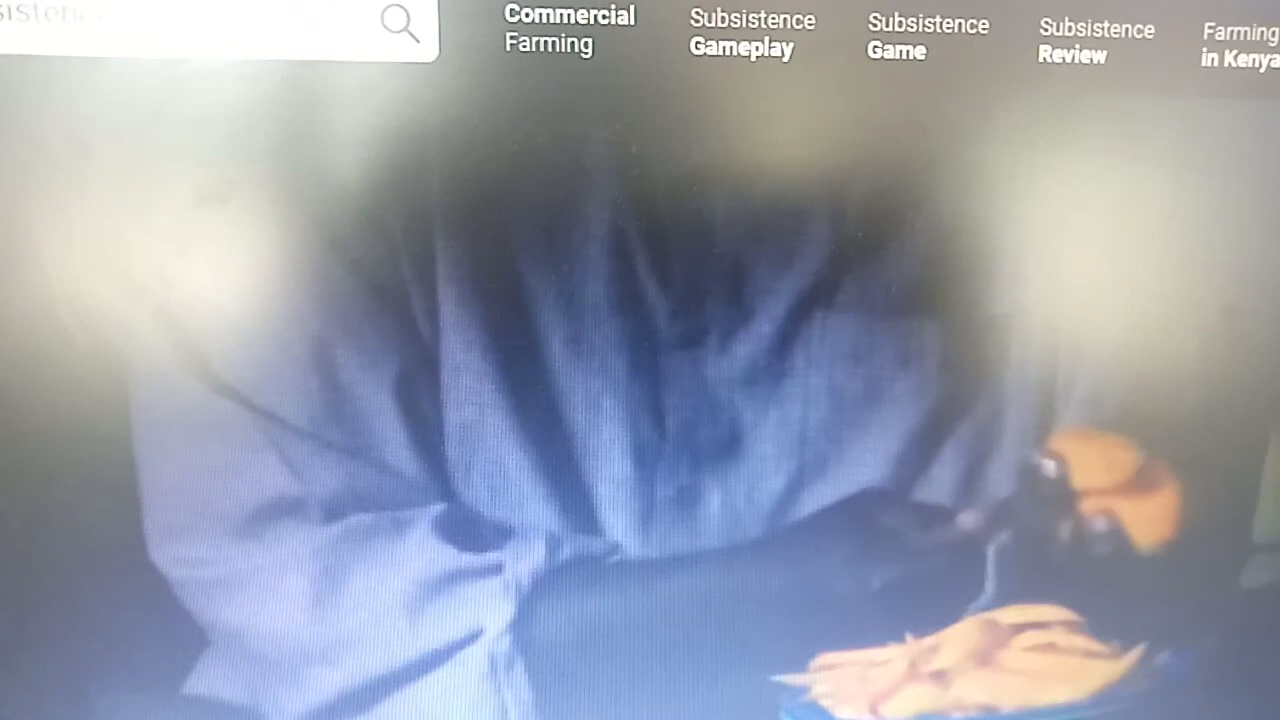 Commercial
Farming
Subsistence
Gameplay
Subsistence
Game
Subsistence
Review
Farming
in Kenya